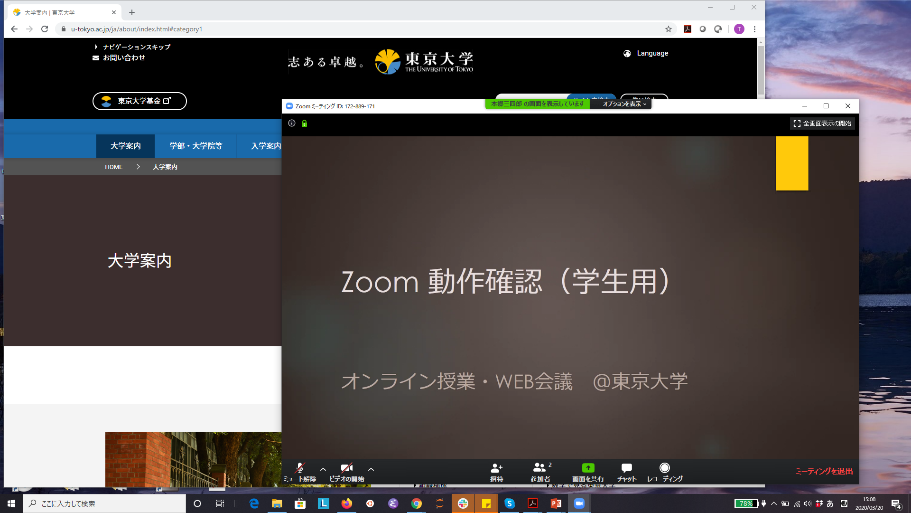 大学案内 | 東京大学
u-tokyo.ac.jp/ja/about/index.html#category1
ナビゲーションスキップ
お問い合わせ
志ある卓越。
東京大学
THE UNIVERSITY OF TOKYO
Language
東京大学基金
大学案内
学部・大学院等
入学案内
HOME
大学案内
大学案内
Zoom ミーティング ID: 172-889-171
の画面を表示しています
オプションを表示
全画面表示の開始
Zoom 動作確認（学生用）
オンライン授業・WEB会議 @東京大学
ミュート解除
ビデオの開始
招待
2
参加者
画面を共有
チャット
レコーディング
ミーティングを退出
ここに入力して検索
78%
あ
15:08
2020/03/20
4